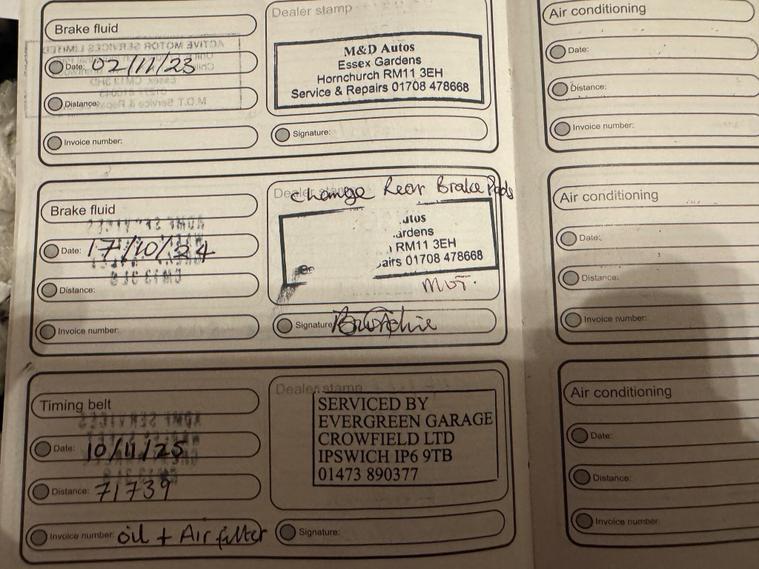 Brake fluid
Date: 02/11/23
Distance:
Invoice number:
Dealer stamp
M&D Autos
Essex Gardens
Hornchurch RM11 3EH
Service & Repairs 01708 478668
Signature:
Air conditioning
Date:
Distance:
Invoice number:
Brake fluid
Date: 17/10/24
Distance:
Invoice number:
Dealer stamp
change Rear Brake Pads
utos
ardens
RM11 3EH
airs 01708 478668
MOT.
Signature:
Air conditioning
Date:
Distance:
Invoice number:
Timing belt
Date: 10/11/25
Distance: 71739
Invoice number: oil + Air filter
Dealer stamp
SERVICED BY
EVERGREEN GARAGE
CROWFIELD LTD
IPSWICH IP6 9TB
01473 890377
Signature:
Air conditioning
Date:
Distance:
Invoice number: